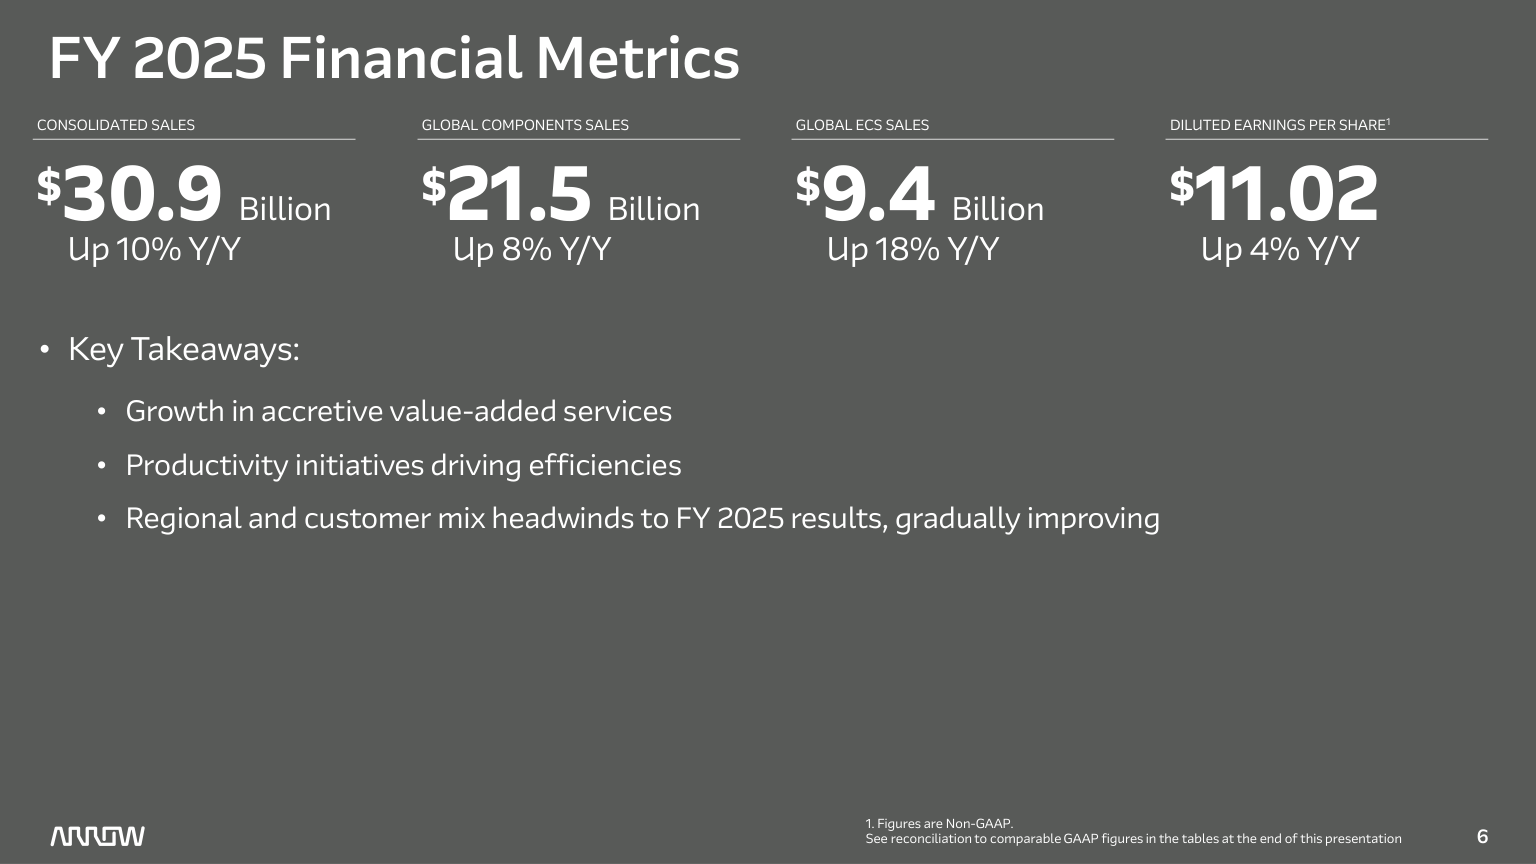 FY 2025 Financial Metrics
CONSOLIDATED SALES
$30.9 Billion
Up 10% Y/Y
GLOBAL COMPONENTS SALES
$21.5 Billion
Up 8% Y/Y
GLOBAL ECS SALES
$9.4 Billion
Up 18% Y/Y
DILUTED EARNINGS PER SHARE¹
$11.02
Up 4% Y/Y
• Key Takeaways:
• Growth in accretive value-added services
• Productivity initiatives driving efficiencies
• Regional and customer mix headwinds to FY 2025 results, gradually improving
ARROW
1. Figures are Non-GAAP.
See reconciliation to comparable GAAP figures in the tables at the end of this presentation
6